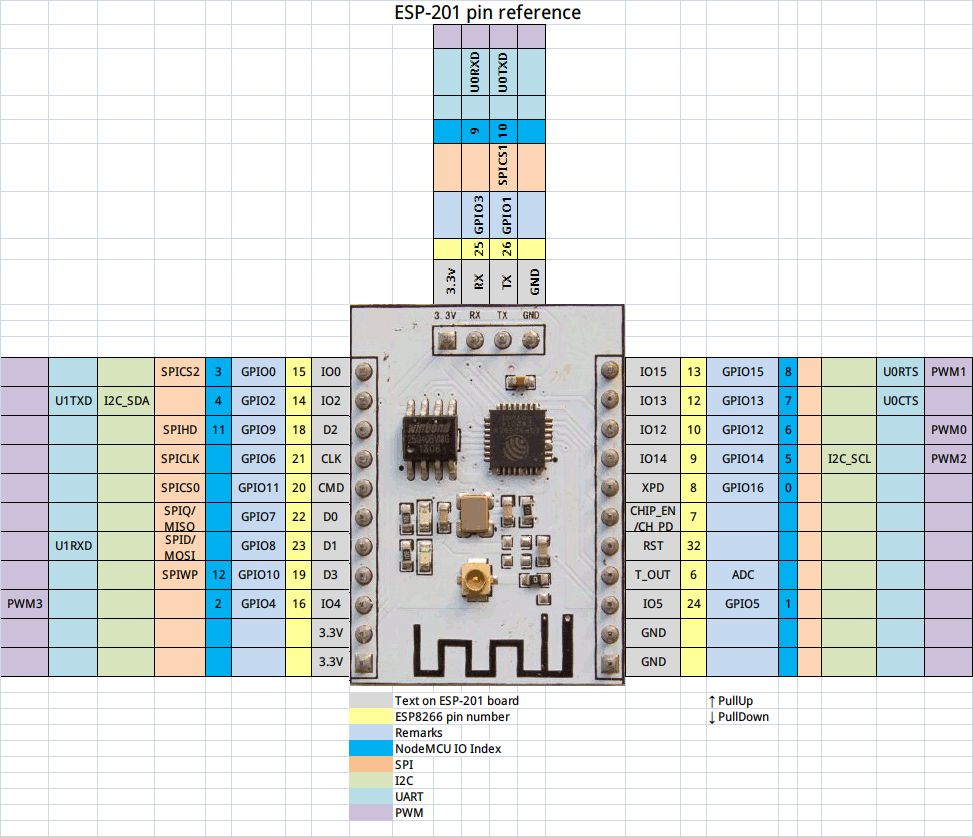 ESP-201 pin reference
U0RXD U0TXD
9 10
SPICS1
GPIO3 GPIO1
25 26
3.3v RX TX GND
3.3V RX TX GND
SPICS2 3 GPIO0 15 IO0 IO15 13 GPIO15 8 U0RTS PWM1
U1TXD I2C_SDA 4 GPIO2 14 IO2 IO13 12 GPIO13 7 U0CTS
SPIHD 11 GPIO9 18 D2 IO12 10 GPIO12 6 PWM0
SPICLK GPIO6 21 CLK IO14 9 GPIO14 5 I2C_SCL PWM2
SPICS0 GPIO11 20 CMD XPD 8 GPIO16 0
SPIQ/
MISO GPIO7 22 D0 CHIP_EN
/CH_PD 7
U1RXD SPID/
MOSI GPIO8 23 D1 RST 32
SPIWP 12 GPIO10 19 D3 T_OUT 6 ADC
PWM3 2 GPIO4 16 IO4 IO5 24 GPIO5 1
3.3V GND
3.3V GND
Text on ESP-201 board
ESP8266 pin number
Remarks
NodeMCU IO Index
SPI
I2C
UART
PWM
↑ PullUp
↓ PullDown